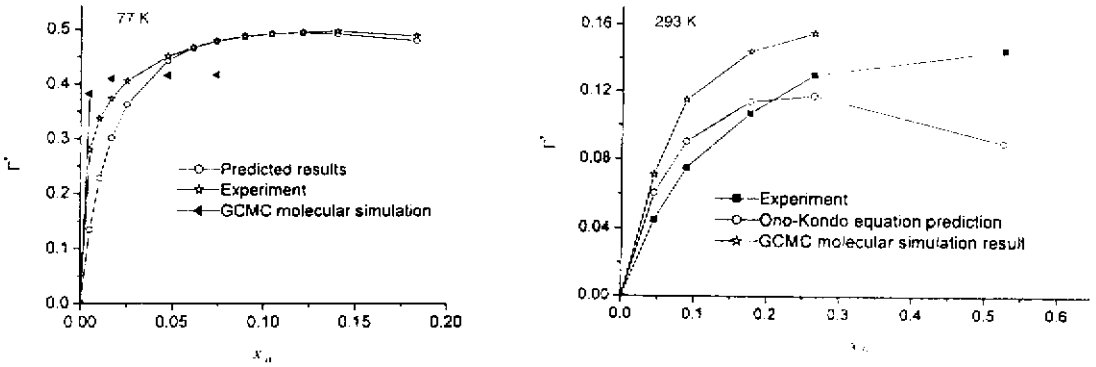 77 K
0.5
0.4
0.3
0.2
0.1
0.0
Γ*
Predicted results
Experiment
GCMC molecular simulation
0.00
0.05
0.10
0.15
0.20
x_a
293 K
0.16
0.12
0.08
0.04
0.00
Γ*
Experiment
Ono-Kondo equation prediction
GCMC molecular simulation result
0.0
0.1
0.2
0.3
0.4
0.5
0.6